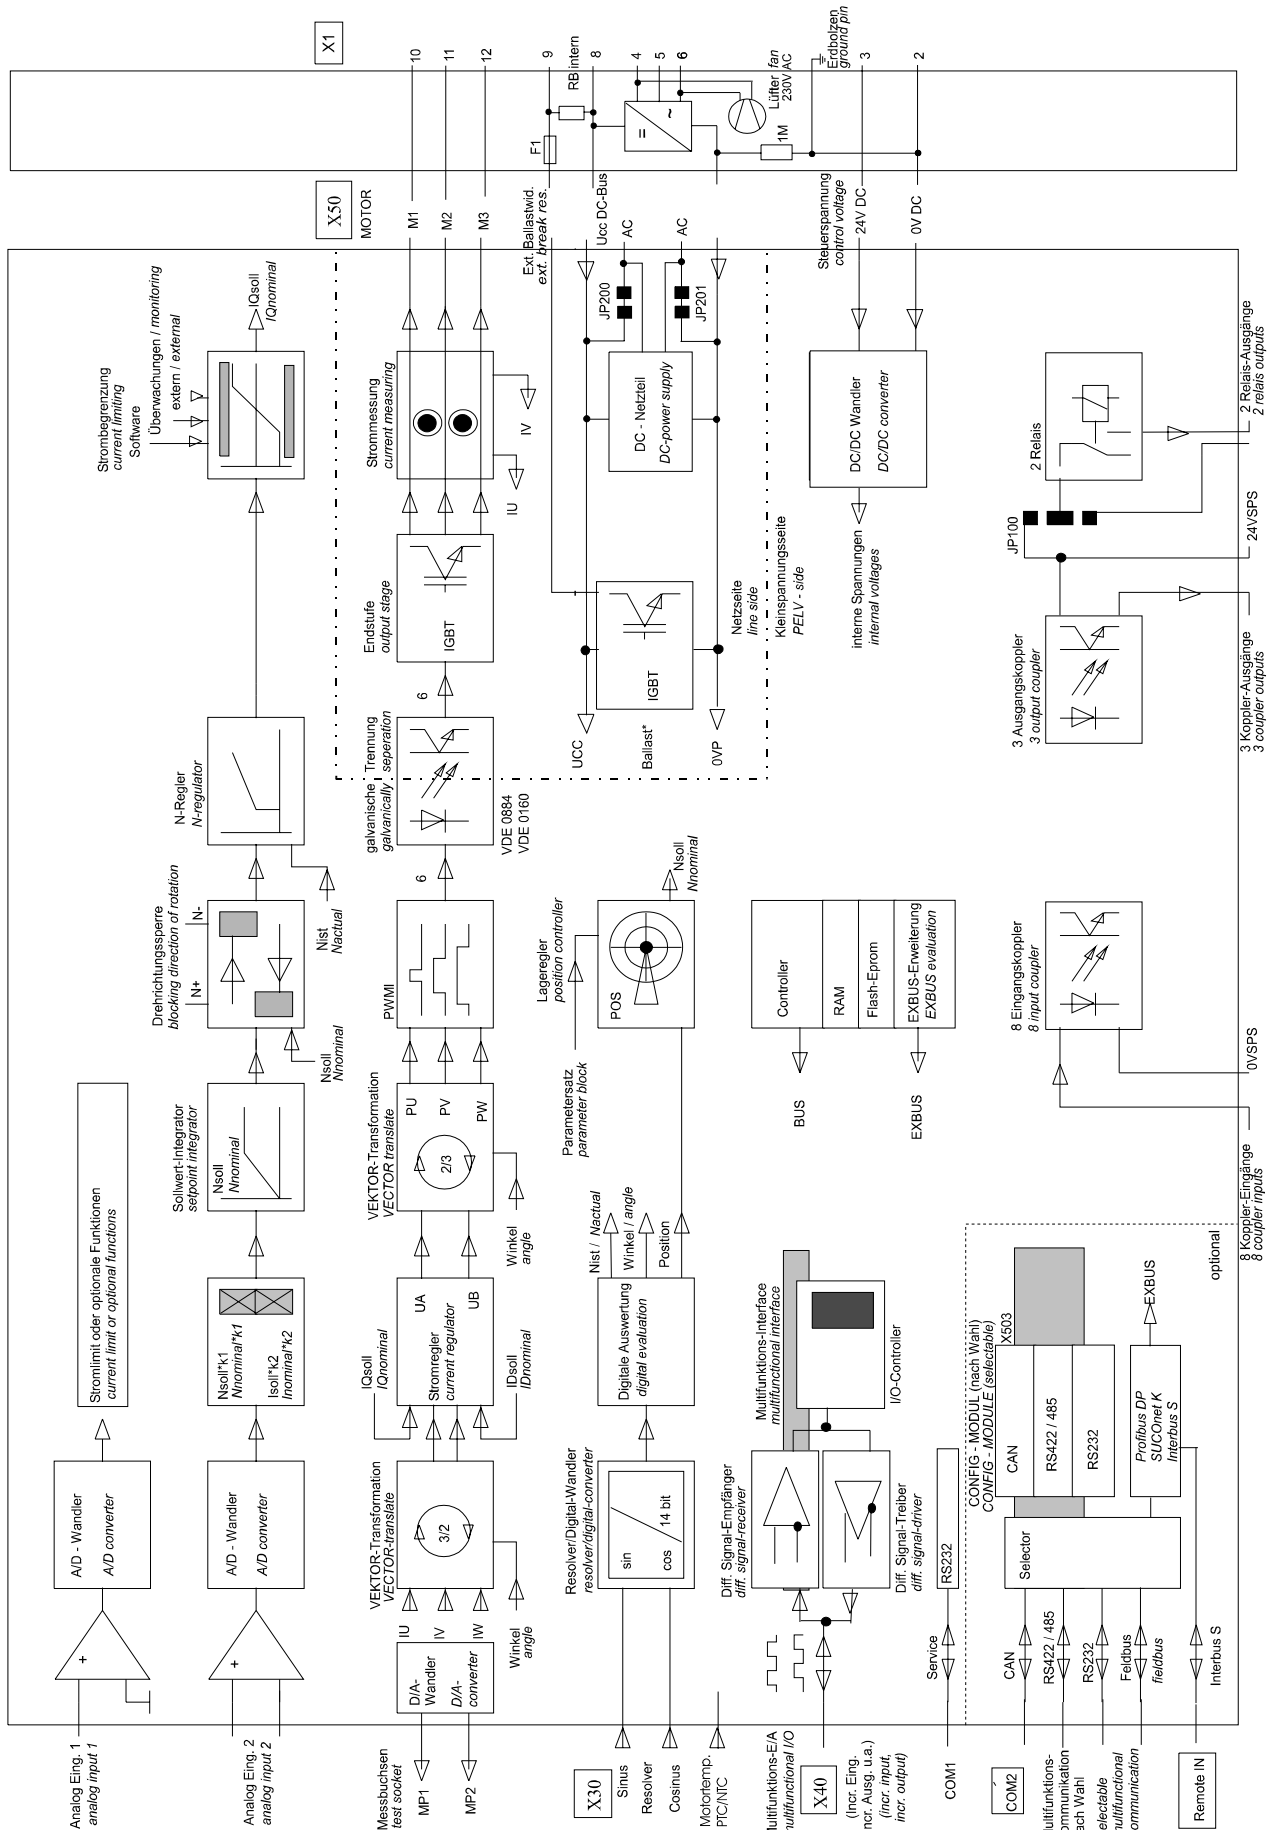 X1
10
11
12
9
RB intern
8
4
5
6
Lüfter fan
230V AC
Erdbolzen
ground pin
3
2
F1
=
~
1M
X50
MOTOR
M1
M2
M3
Ext. Ballastwid.
ext. break res.
Ucc DC-Bus
AC
AC
Steuerspannung
control voltage
24V DC
0V DC
IQsoll
IQnominal
Strombegrenzung
current limiting
Software
Überwachungen / monitoring
extern / external
Strommessung
current measuring
IV
IU
JP200
JP201
DC - Netzteil
DC-power supply
DC/DC Wandler
DC/DC converter
interne Spannungen
internal voltages
2 Relais
2 Relais-Ausgänge
2 relais outputs
JP100
24VSPS
Endstufe
output stage
IGBT
6
IGBT
Ballast*
UCC
0VP
Netzseite
line side
Kleinspannungsseite
PELV - side
3 Ausgangskoppler
3 output coupler
3 Koppler-Ausgänge
3 coupler outputs
N-Regler
N-regulator
Nist
Nactual
galvanische Trennung
galvanically seperation
VDE 0884
VDE 0160
6
Drehrichtungssperre
blocking direction of rotation
N+
N-
Nsoll
Nnominal
PWMI
Lageregler
position controller
POS
Nsoll
Nnominal
Parametersatz
parameter block
Controller
RAM
Flash-Eprom
EXBUS-Erweiterung
EXBUS evaluation
BUS
EXBUS
8 Eingangskoppler
8 input coupler
0VSPS
8 Koppler-Eingänge
8 coupler inputs
Stromlimit oder optionale Funktionen
current limit or optional functions
Sollwert-Integrator
setpoint integrator
Nsoll
Nnominal
VEKTOR-Transformation
VECTOR translate
PU
PV
PW
2/3
Winkel
angle
Nsoll*k1
Nnominal*k1
Isoll*k2
Inominal*k2
UA
UB
Stromregler
current regulator
IQsoll
IQnominal
IDsoll
IDnominal
Nist / Nactual
Winkel / angle
Position
Digitale Auswertung
digital evaluation
Multifunktions-Interface
multifunctional interface
I/O-Controller
optional
A/D - Wandler
A/D converter
A/D - Wandler
A/D converter
VEKTOR-Transformation
VECTOR-translate
3/2
IU
IV
IW
Winkel
angle
Resolver/Digital-Wandler
resolver/digital-converter
sin
cos
14 bit
Diff. Signal-Empfänger
diff. signal-receiver
Diff. Signal-Treiber
diff. signal-driver
RS232
Service
CONFIG - MODUL (nach Wahl)
CONFIG - MODULE (selectable)
X503
CAN
RS422 / 485
RS232
Profibus DP
SUCOnet K
Interbus S
EXBUS
Selector
CAN
RS422 / 485
RS232
Feldbus
fieldbus
Interbus S
+
+
D/A-
Wandler
D/A-
converter
Analog Eing. 1
analog input 1
Analog Eing. 2
analog input 2
Messbuchsen
test socket
MP1
MP2
X30
Sinus
Resolver
Cosinus
Motortemp.
PTC/NTC
ultifunktions-E/A
ultifunctional I/O
X40
(Incr. Eing.
ncr. Ausg. u.a.)
(incr. input,
incr. output)
COM1
COM2
ultifunktions-
ommunikation
ach Wahl
electable
ultifunctional
ommunication
Remote IN